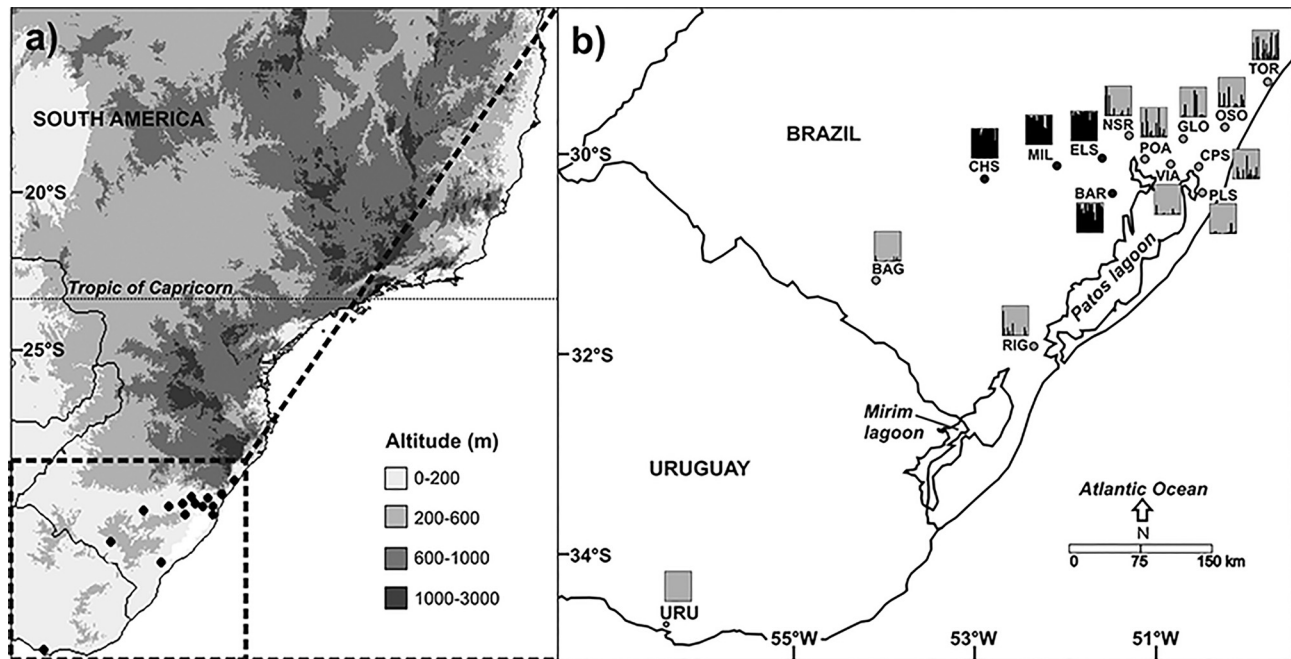 a)
SOUTH AMERICA
20°S
Tropic of Capricorn
25°S
Altitude (m)
0-200
200-600
600-1000
1000-3000
b)
BRAZIL
30°S
32°S
34°S
TOR
OSO
GLO
NSR
POA
ELS
MIL
CHS
CPS
VIA
PLS
BAR
BAG
RIG
Patos lagoon
Mirim
lagoon
URUGUAY
URU
Atlantic Ocean
N
0 75 150 km
55°W
53°W
51°W